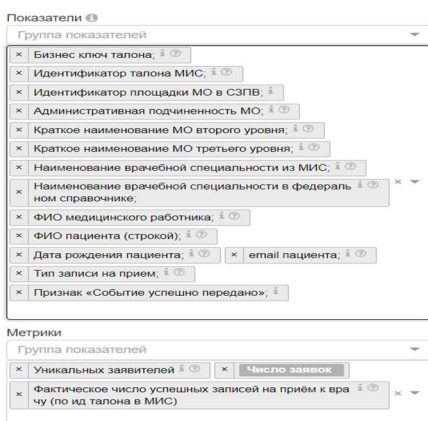 Показатели
Группа показателей
× Бизнес ключ талона;
× Идентификатор талона МИС;
× Идентификатор площадки МО в СЗПВ;
× Административная подчиненность МО;
× Краткое наименование МО второго уровня;
× Краткое наименование МО третьего уровня;
× Наименование врачебной специальности из МИС;
× Наименование врачебной специальности в федераль
ном справочнике;
× ФИО медицинского работника;
× ФИО пациента (строкой);
× Дата рождения пациента; × email пациента;
× Тип записи на прием;
× Признак «Событие успешно передано»;
Метрики
Группа показателей
× Уникальных заявителей × Число заявок
× Фактическое число успешных записей на приём к вра
чу (по ид талона в МИС)